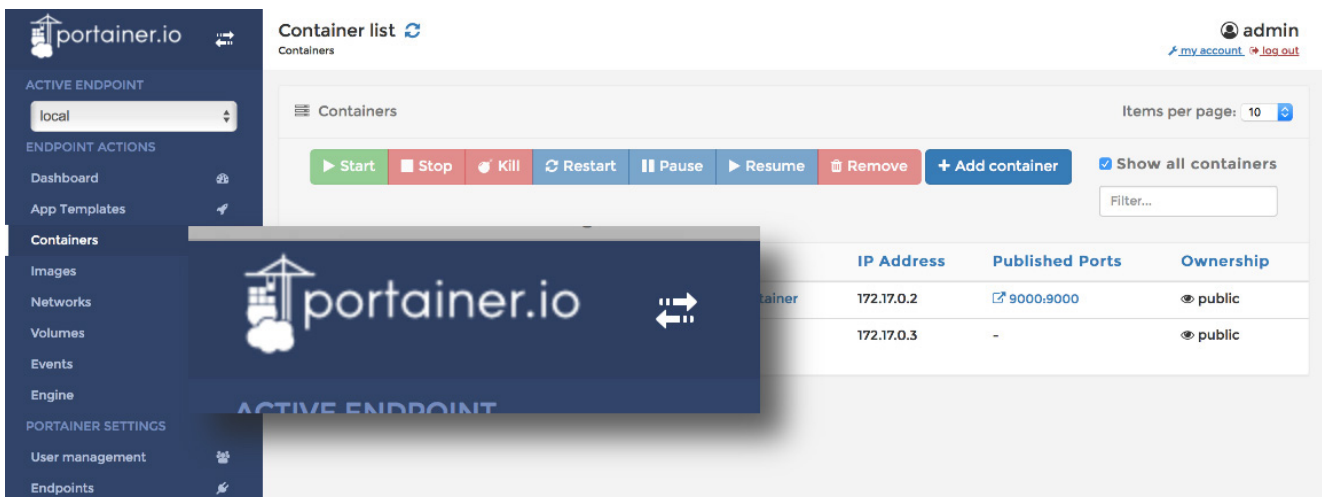 portainer.io
Container list
Containers
admin
my account log out
ACTIVE ENDPOINT
local
ENDPOINT ACTIONS
Dashboard
App Templates
Containers
Images
Networks
Volumes
Events
Engine
PORTAINER SETTINGS
User management
Endpoints
Containers
Items per page: 10
Start Stop Kill Restart Pause Resume Remove + Add container
Show all containers
Filter...
IP Address Published Ports Ownership
tainer 172.17.0.2 9000:9000 public
172.17.0.3 - public
portainer.io
ACTIVE ENDPOINT